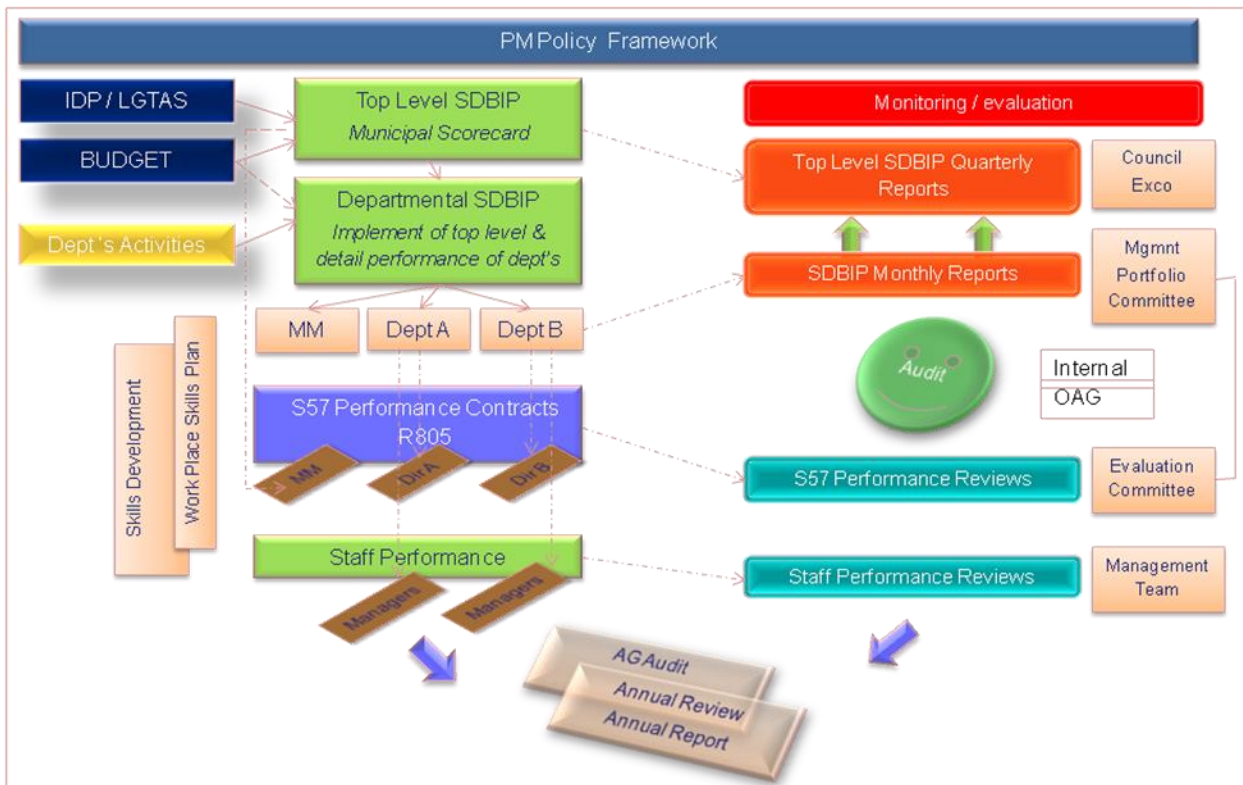 PM Policy Framework
IDP / LGTAS
BUDGET
Dept's Activities
Top Level SDBIP
Municipal Scorecard
Departmental SDBIP
Implement of top level &
detail performance of dept's
MM
Dept A
Dept B
Skills Development
Work Place Skills Plan
S57 Performance Contracts
R805
MM
Dir A
Dir B
Staff Performance
Managers
Managers
Monitoring / evaluation
Top Level SDBIP Quarterly
Reports
Council
Exco
SDBIP Monthly Reports
Mgmnt
Portfolio
Committee
Audit
Internal
OAG
S57 Performance Reviews
Evaluation
Committee
Staff Performance Reviews
Management
Team
AG Audit
Annual Review
Annual Report